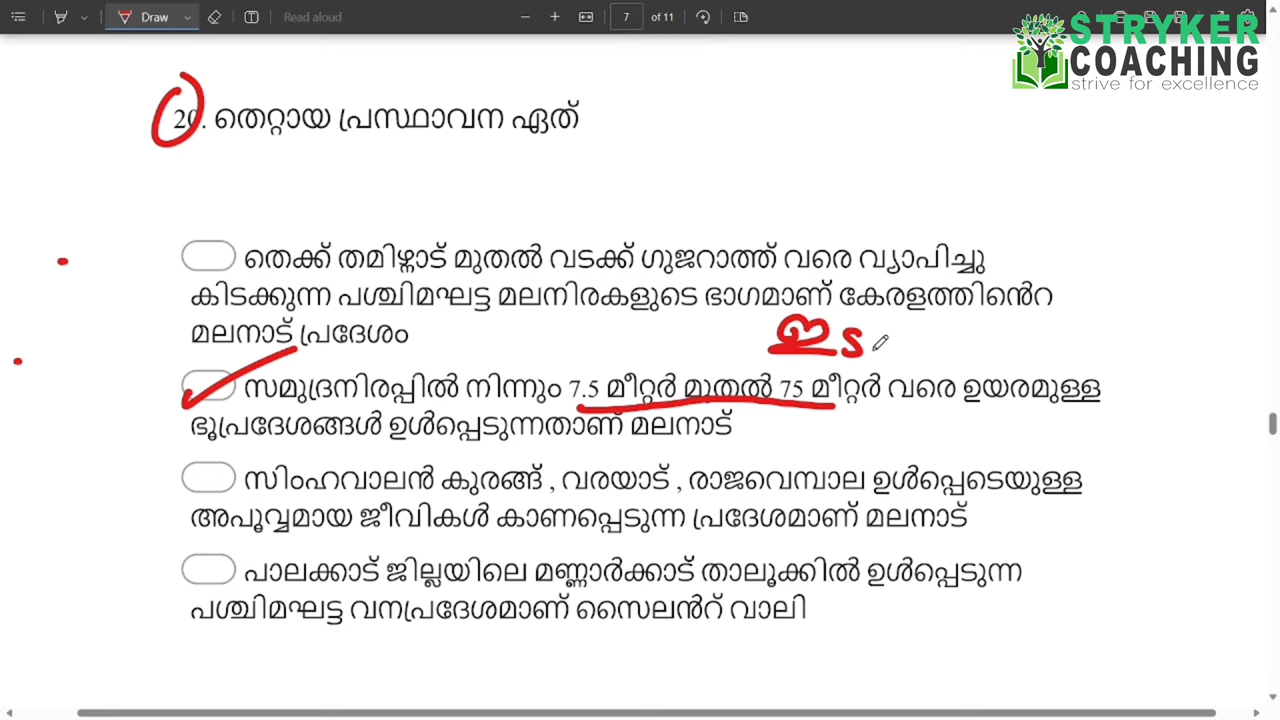 Draw
Read aloud
7
of 11
STRYKER
COACHING
strive for excellence
20. തെറ്റായ പ്രസ്ഥാവന ഏത്
തെക്ക് തമിഴ്നാട് മുതൽ വടക്ക് ഗുജറാത്ത് വരെ വ്യാപിച്ചു
കിടക്കുന്ന പശ്ചിമഘട്ട മലനിരകളുടെ ഭാഗമാണ് കേരളത്തിൻെറ
മലനാട് പ്രദേശം
ഇട
സമുദ്രനിരപ്പിൽ നിന്നും 7.5 മീറ്റർ മുതൽ 75 മീറ്റർ വരെ ഉയരമുള്ള
ഭൂപ്രദേശങ്ങൾ ഉൾപ്പെടുന്നതാണ് മലനാട്
സിംഹവാലൻ കുരങ്ങ് , വരയാട് , രാജവെമ്പാല ഉൾപ്പെടെയുള്ള
അപൂവ്വമായ ജീവികൾ കാണപ്പെടുന്ന പ്രദേശമാണ് മലനാട്
പാലക്കാട് ജില്ലയിലെ മണ്ണാർക്കാട് താലൂക്കിൽ ഉൾപ്പെടുന്ന
പശ്ചിമഘട്ട വനപ്രദേശമാണ് സൈലൻറ് വാലി